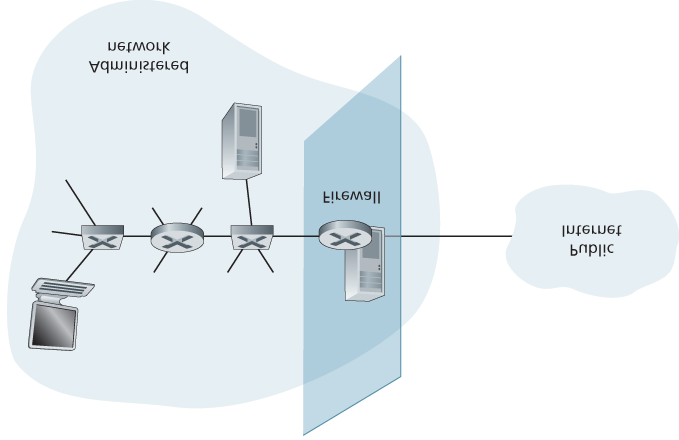 Administered
network
Firewall
Public
Internet